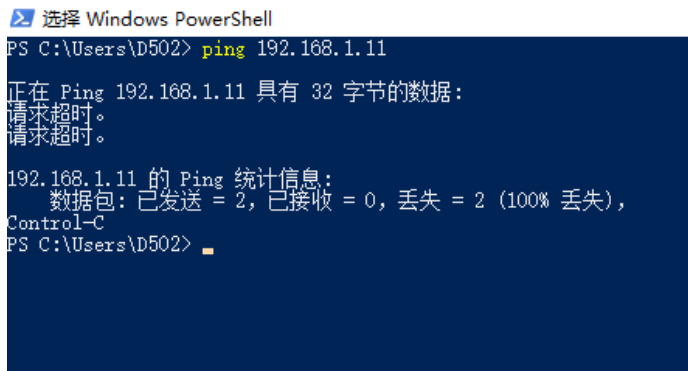 选择 Windows PowerShell
PS C:\Users\D502> ping 192.168.1.11
正在 Ping 192.168.1.11 具有 32 字节的数据:
请求超时。
请求超时。
192.168.1.11 的 Ping 统计信息:
数据包: 已发送 = 2，已接收 = 0，丢失 = 2 (100% 丢失)，
Control-C
PS C:\Users\D502>